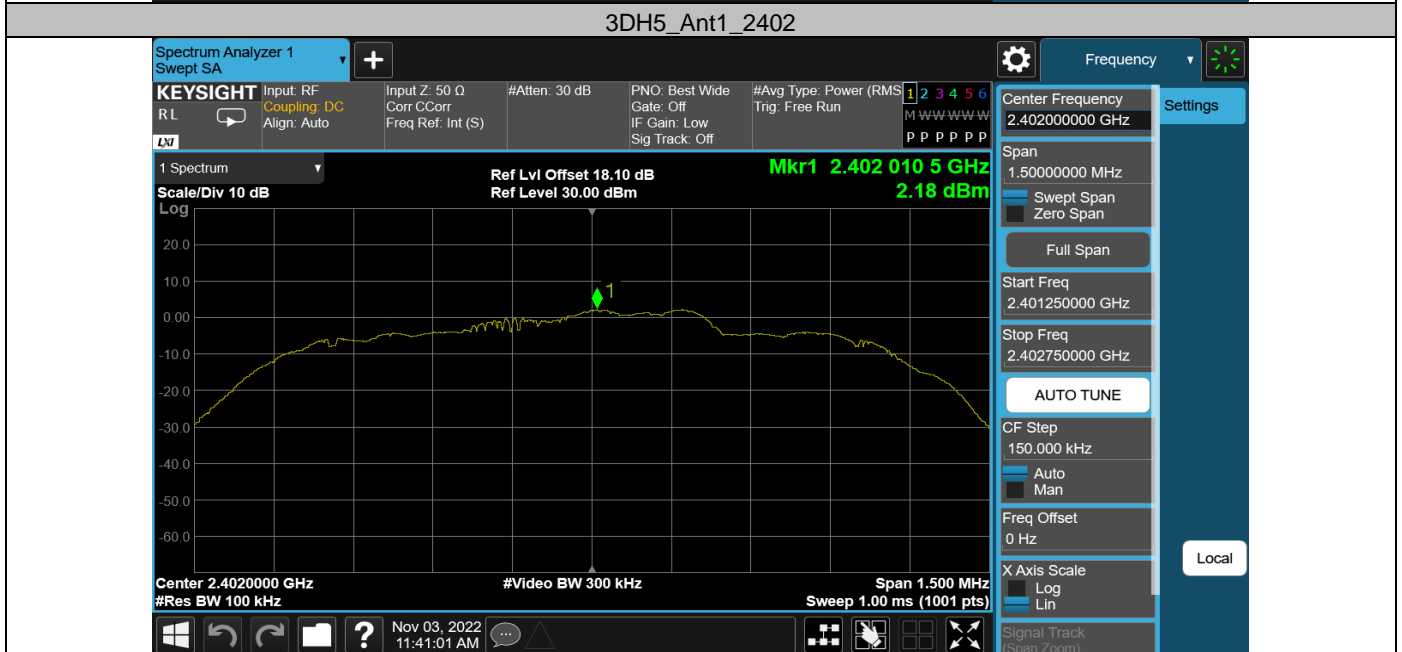 3DH5_Ant1_2402
Spectrum Analyzer 1
Swept SA
Frequency
KEYSIGHT
RL
LXI
Input: RF
Coupling: DC
Align: Auto
Input Z: 50 Ω
Corr CCorr
Freq Ref: Int (S)
#Atten: 30 dB
PNO: Best Wide
Gate: Off
IF Gain: Low
Sig Track: Off
#Avg Type: Power (RMS
Trig: Free Run
1 2 3 4 5 6
M W W W W W
P P P P P P
1 Spectrum
Scale/Div 10 dB
Log
Ref Lvl Offset 18.10 dB
Ref Level 30.00 dBm
Mkr1 2.402 010 5 GHz
2.18 dBm
20.0
10.0
0.00
-10.0
-20.0
-30.0
-40.0
-50.0
-60.0
1
Center 2.4020000 GHz
#Res BW 100 kHz
#Video BW 300 kHz
Span 1.500 MHz
Sweep 1.00 ms (1001 pts)
Nov 03, 2022
11:41:01 AM
Center Frequency
2.402000000 GHz
Settings
Span
1.50000000 MHz
Swept Span
Zero Span
Full Span
Start Freq
2.401250000 GHz
Stop Freq
2.402750000 GHz
AUTO TUNE
CF Step
150.000 kHz
Auto
Man
Freq Offset
0 Hz
X Axis Scale
Log
Lin
Local
Signal Track
(Span Zoom)